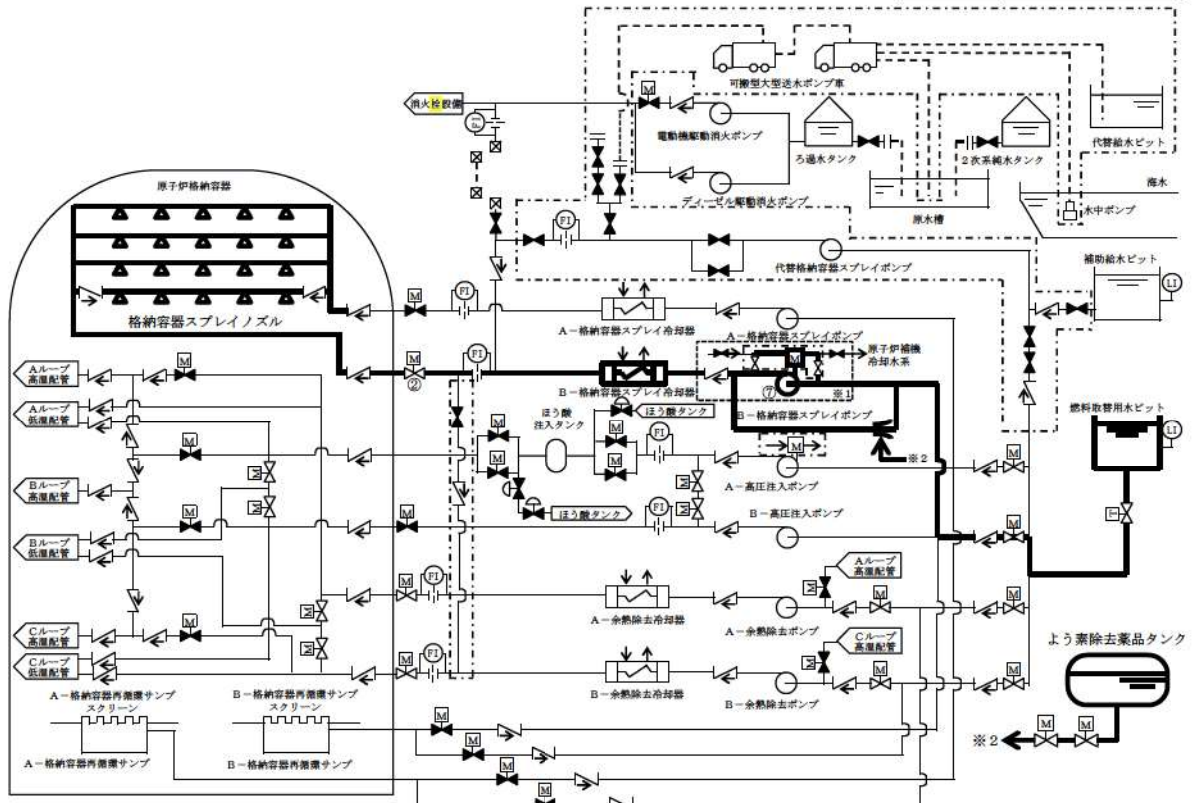 可搬型大型送水ポンプ車
消火栓設備
M
FI
電動機駆動消火ポンプ
ろ過水タンク
2次系純水タンク
代替給水ピット
海水
ディーゼル駆動消火ポンプ
原水槽
水中ポンプ
原子炉格納容器
FI
代替格納容器スプレイポンプ
補助給水ピット
LI
M
FI
格納容器スプレイノズル
A-格納容器スプレイ冷却器
A-格納容器スプレイポンプ
原子炉補機
冷却水系
M
FI
M
②
⑦
※1
B-格納容器スプレイ冷却器
B-格納容器スプレイポンプ
Aループ
高温配管
M
Aループ
低温配管
ほう酸
注入タンク
ほう酸タンク
燃料取替用水ピット
LI
M
M
M
FI
M
※2
M
M
M
A-高圧注入ポンプ
M
Bループ
高温配管
M
M
M
ほう酸タンク
FI
M
B-高圧注入ポンプ
M
T
Bループ
低温配管
Aループ
高温配管
M
FI
M
M
M
M
A-余熱除去冷却器
A-余熱除去ポンプ
Cループ
高温配管
M
M
Cループ
高温配管
よう素除去薬品タンク
Cループ
低温配管
M
FI
M
M
M
B-余熱除去冷却器
B-余熱除去ポンプ
A-格納容器再循環サンプ
スクリーン
B-格納容器再循環サンプ
スクリーン
M
M
M
※2
M
A-格納容器再循環サンプ
B-格納容器再循環サンプ
M
M